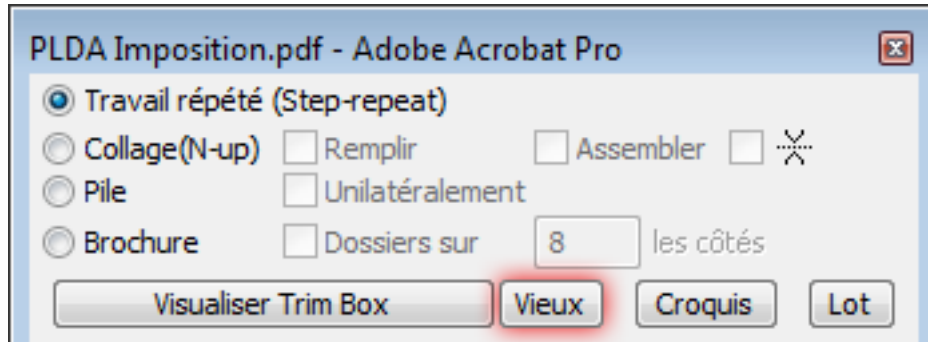 PLDA Imposition.pdf - Adobe Acrobat Pro
Travail répété (Step-repeat)
Collage(N-up) Remplir Assembler
Pile Unilatéralement
Brochure Dossiers sur 8 les côtés
Visualiser Trim Box Vieux Croquis Lot